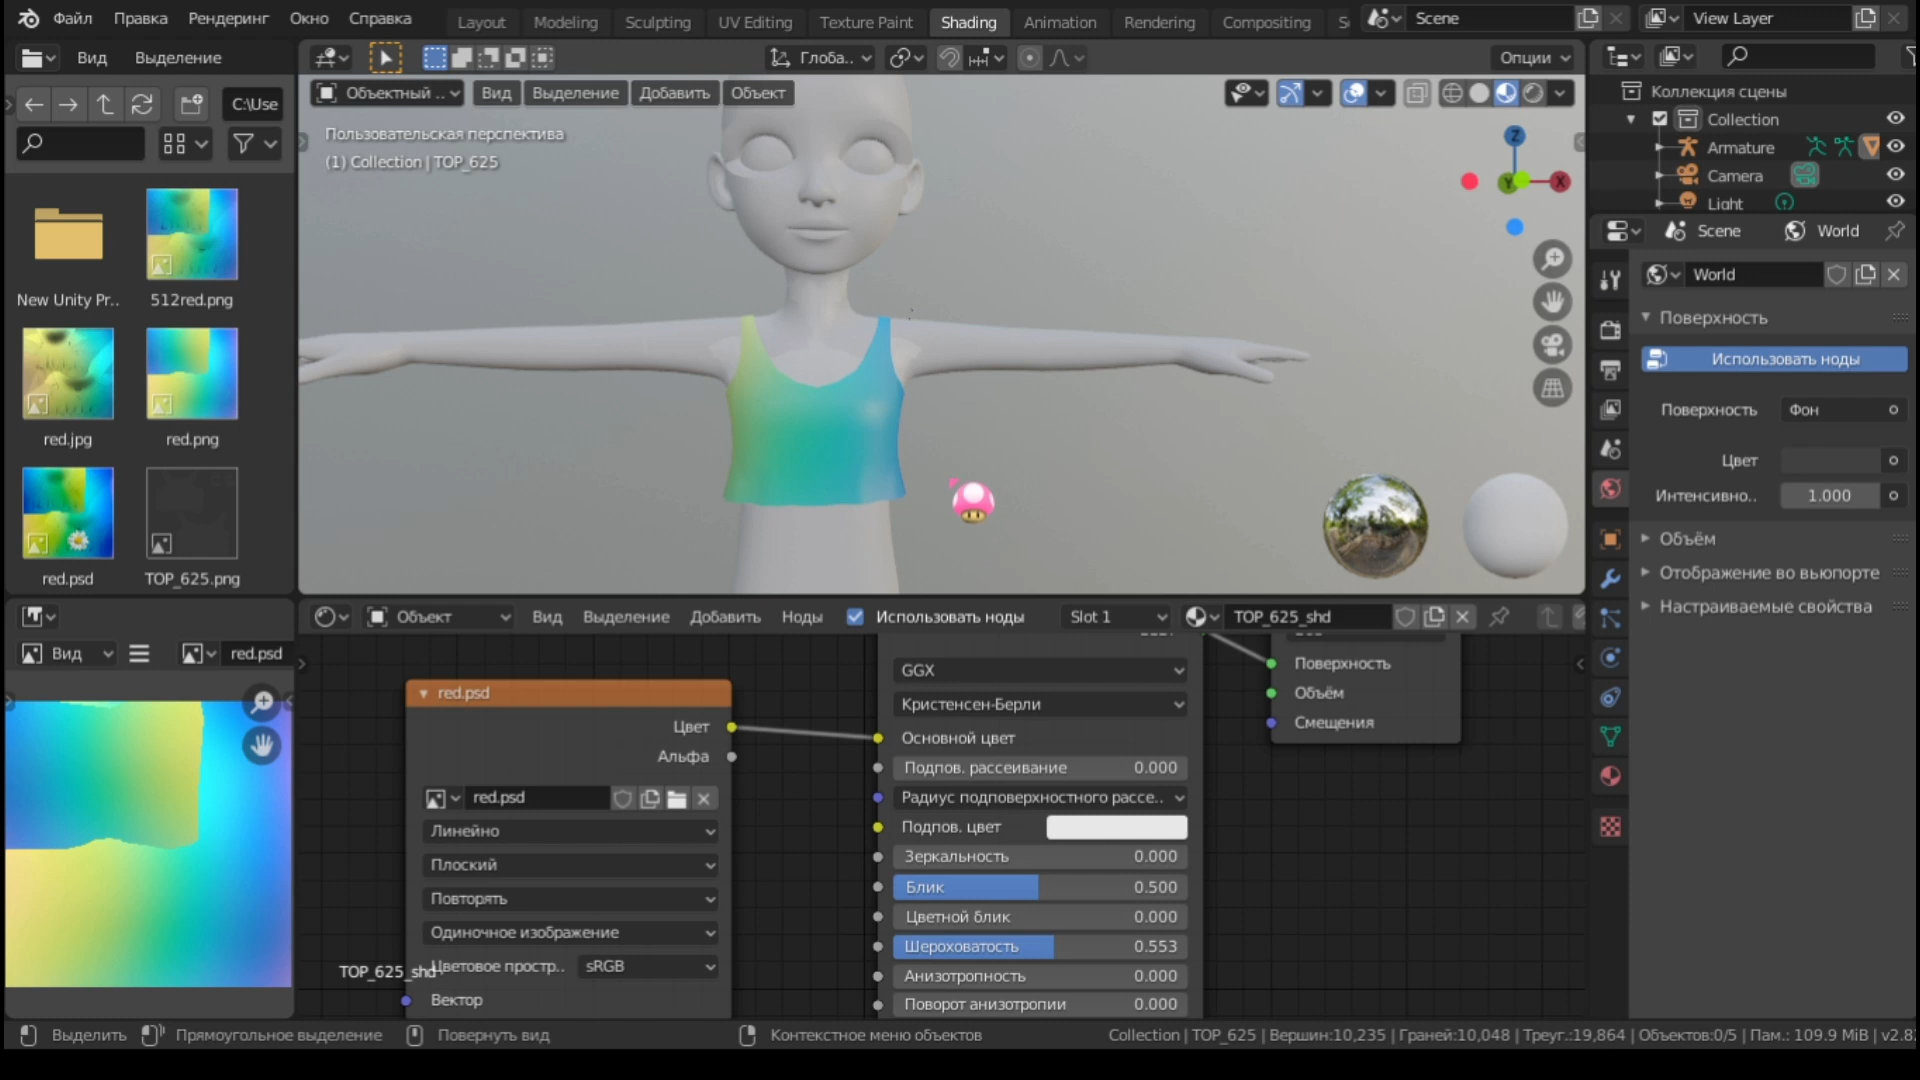 Файл Правка Рендеринг Окно Справка Layout Modeling Sculpting UV Editing Texture Paint Shading Animation Rendering Compositing Scene View Layer
Вид Выделение Глоба.. Опции
C:\Use
Объектный .. Вид Выделение Добавить Объект
Пользовательская перспектива
(1) Collection | TOP_625
Z
Y X
New Unity Pr.. 512red.png
red.jpg red.png
red.psd TOP_625.png
Коллекция сцены
Collection
Armature
Camera
Light
Scene World
World
Поверхность
Использовать ноды
Поверхность Фон
Цвет
Интенсивно.. 1.000
Объём
Отображение во вьюпорте
Настраиваемые свойства
Вид red.psd
Объект Вид Выделение Добавить Ноды Использовать ноды Slot 1 TOP_625_shd
red.psd
Цвет
Альфа
red.psd
Линейно
Плоский
Повторять
Одиночное изображение
Цветовое простр.. sRGB
Вектор
TOP_625_shd
GGX
Кристенсен-Берли
Основной цвет
Подпов. рассеивание 0.000
Радиус подповерхностного рассе..
Подпов. цвет
Зеркальность 0.000
Блик 0.500
Цветной блик 0.000
Шероховатость 0.553
Анизотропность 0.000
Поворот анизотропии 0.000
Поверхность
Объём
Смещения
Выделить Прямоугольное выделение Повернуть вид Контекстное меню объектов Collection | TOP_625 | Вершин:10,235 | Граней:10,048 | Треуг.:19,864 | Объектов:0/5 | Пам.: 109.9 MiB | v2.8